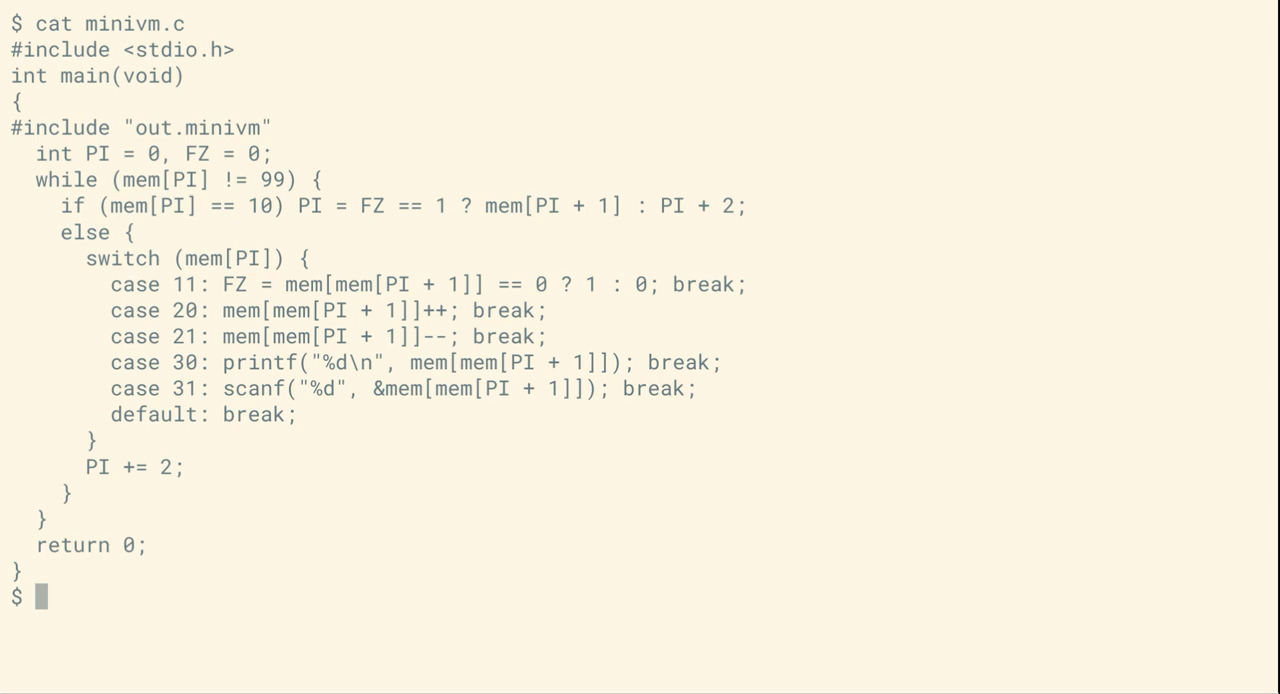 $ cat minivm.c
#include <stdio.h>
int main(void)
{
#include "out.minivm"
  int PI = 0, FZ = 0;
  while (mem[PI] != 99) {
    if (mem[PI] == 10) PI = FZ == 1 ? mem[PI + 1] : PI + 2;
    else {
      switch (mem[PI]) {
        case 11: FZ = mem[mem[PI + 1]] == 0 ? 1 : 0; break;
        case 20: mem[mem[PI + 1]]++; break;
        case 21: mem[mem[PI + 1]]--; break;
        case 30: printf("%d\n", mem[mem[PI + 1]]); break;
        case 31: scanf("%d", &mem[mem[PI + 1]]); break;
        default: break;
      }
      PI += 2;
    }
  }
  return 0;
}
$